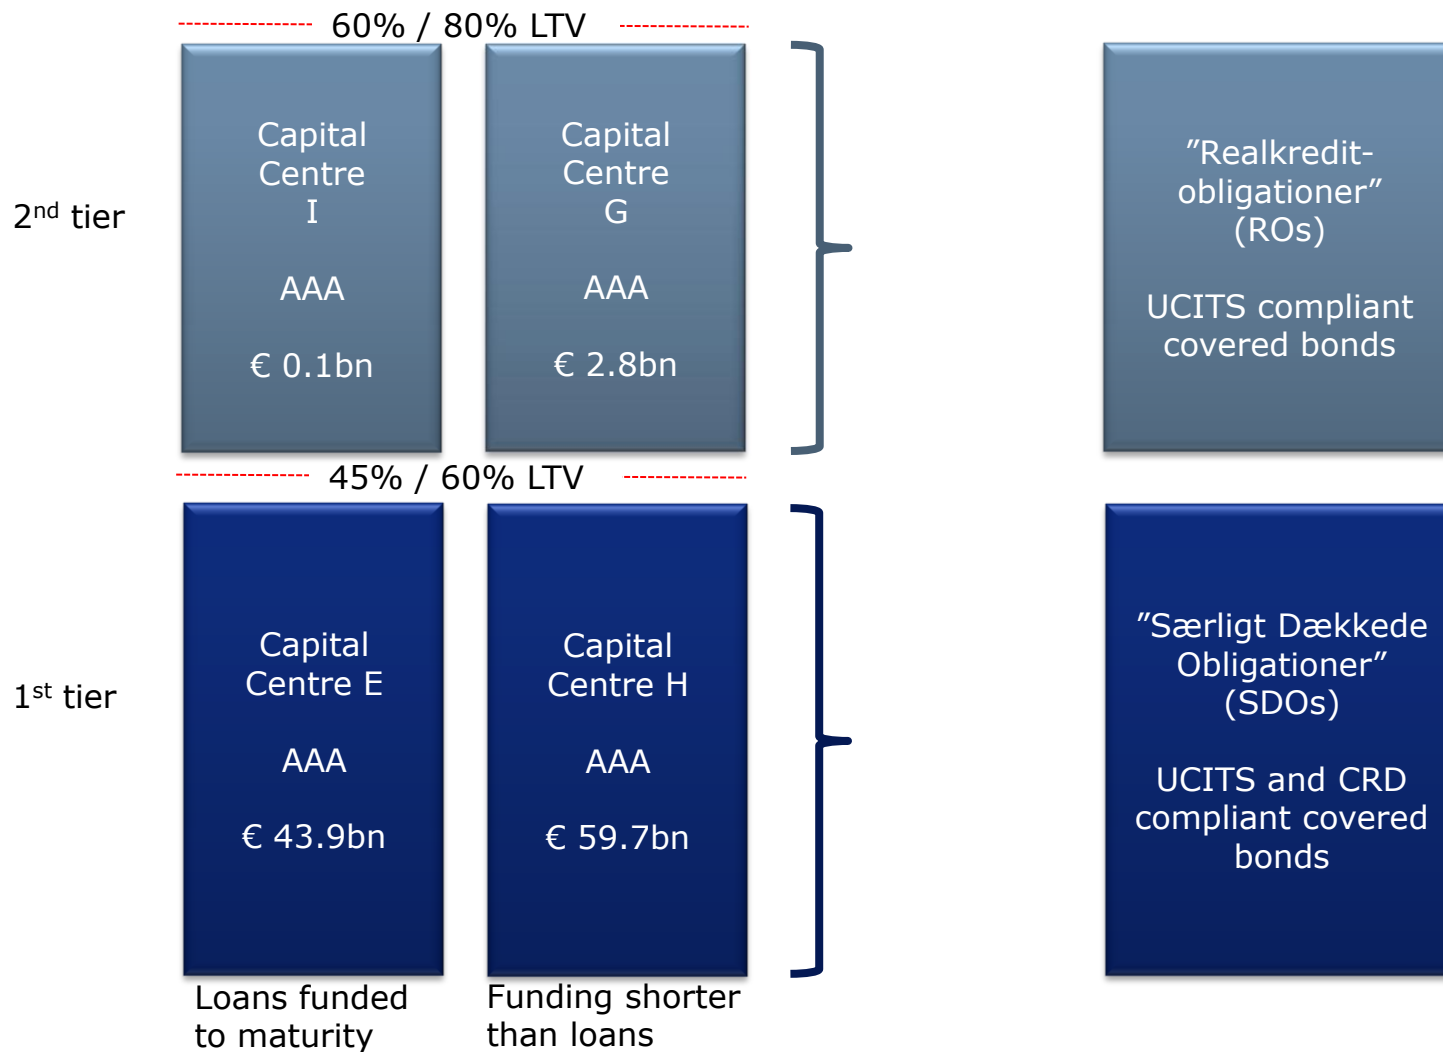 60% / 80% LTV
2nd tier
Capital
Centre
I
AAA
€ 0.1bn
Capital
Centre
G
AAA
€ 2.8bn
”Realkredit-
obligationer”
(ROs)
UCITS compliant
covered bonds
45% / 60% LTV
1st tier
Capital
Centre E
AAA
€ 43.9bn
Capital
Centre H
AAA
€ 59.7bn
”Særligt Dækkede
Obligationer”
(SDOs)
UCITS and CRD
compliant covered
bonds
Loans funded
to maturity
Funding shorter
than loans